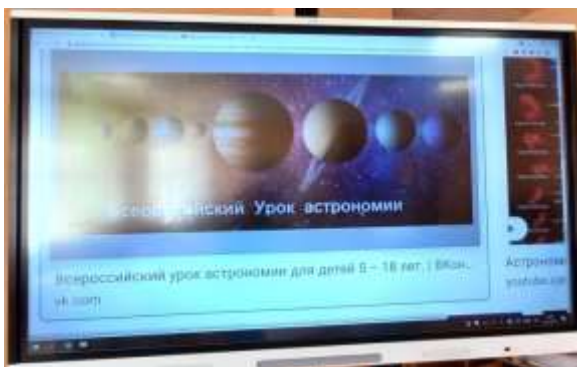 Всероссийский Урок астрономии
Всероссийский урок астрономии для детей 5 – 18 лет. | ВКон...
vk.com
Астроном
youtube.com